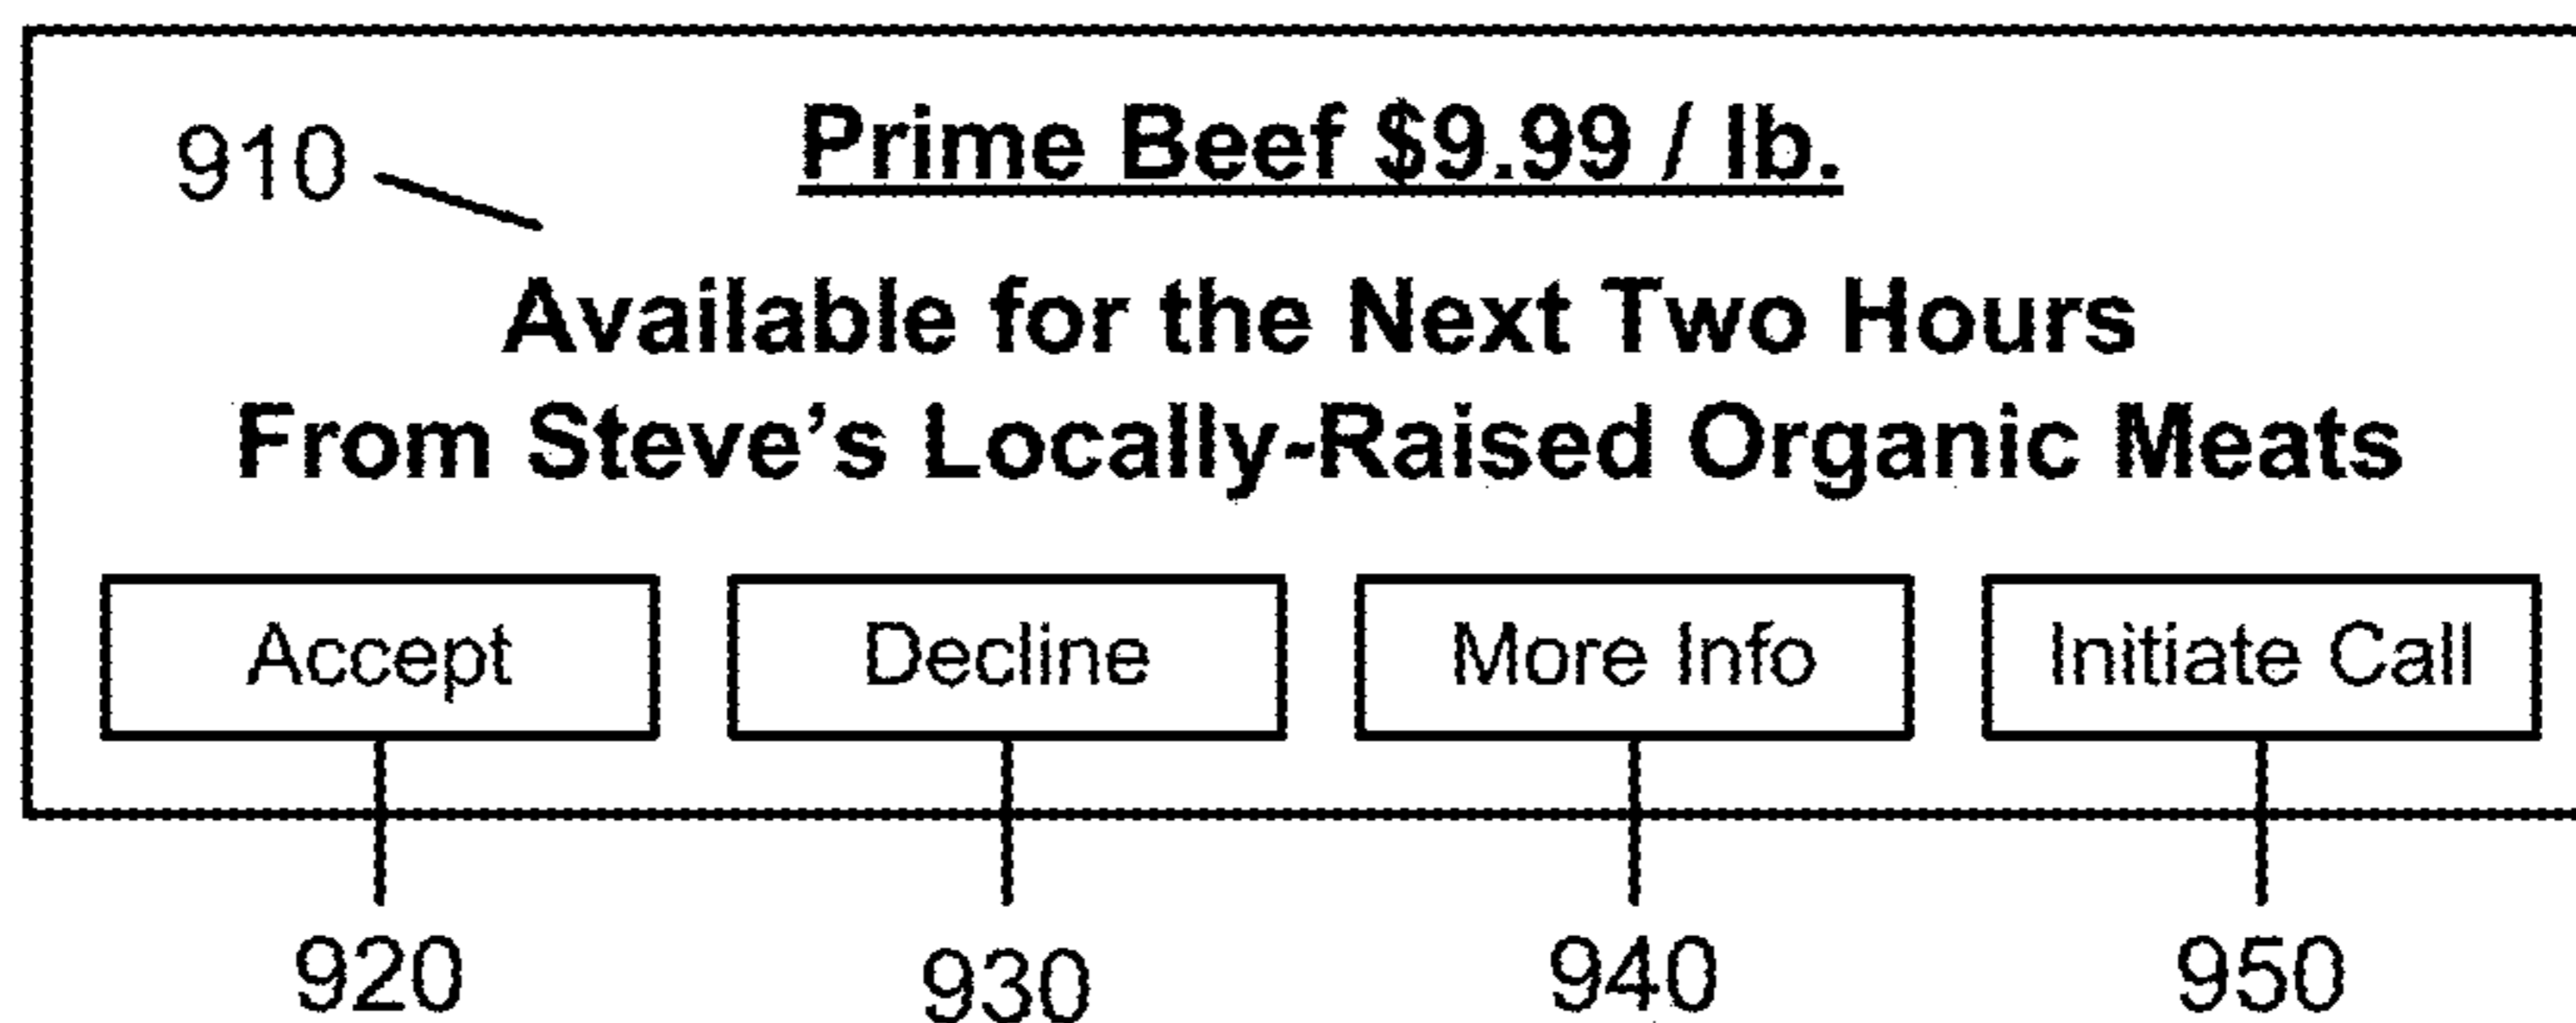 910
Prime Beef $9.99 / lb.
Available for the Next Two Hours
From Steve’s Locally-Raised Organic Meats
Accept Decline More Info Initiate Call
920 930 940 950